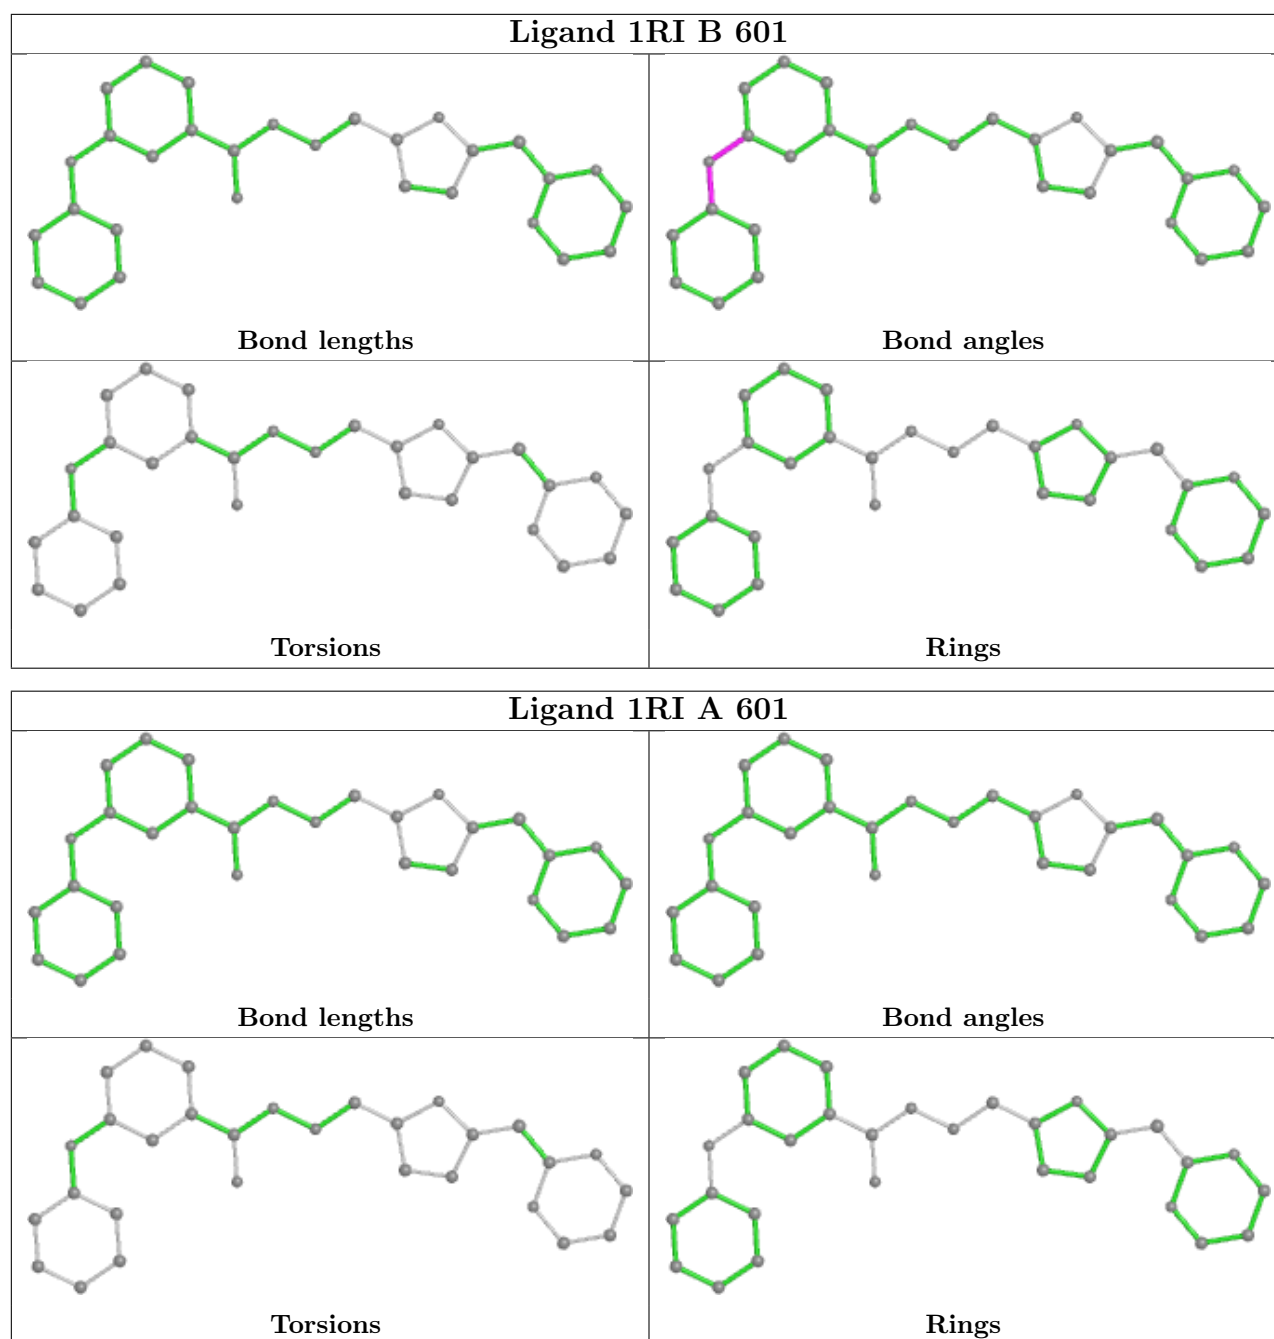 Ligand 1RI B 601
Bond lengths
Bond angles
Torsions
Rings
Ligand 1RI A 601
Bond lengths
Bond angles
Torsions
Rings